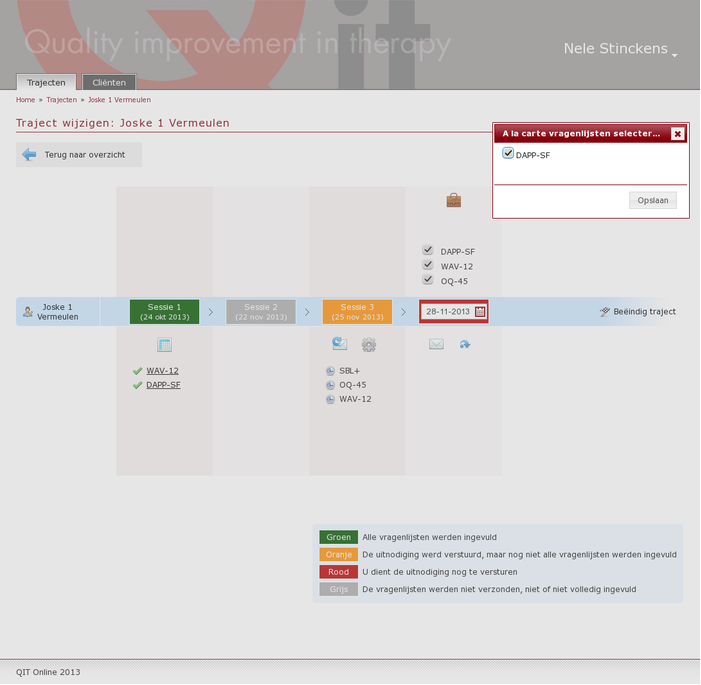 Qit
Quality improvement in therapy
Nele Stinckens
Trajecten
Cliënten
Home » Trajecten » Joske 1 Vermeulen
Traject wijzigen: Joske 1 Vermeulen
A la carte vragenlijsten selecter...
DAPP-SF
Opslaan
Terug naar overzicht
DAPP-SF
WAV-12
OQ-45
Joske 1
Vermeulen
Sessie 1
(24 okt 2013)
Sessie 2
(22 nov 2013)
Sessie 3
(25 nov 2013)
28-11-2013
Beëindig traject
WAV-12
DAPP-SF
SBL+
OQ-45
WAV-12
Groen Alle vragenlijsten werden ingevuld
Oranje De uitnodiging werd verstuurd, maar nog niet alle vragenlijsten werden ingevuld
Rood U dient de uitnodiging nog te versturen
Grijs De vragenlijsten werden niet verzonden, niet of niet volledig ingevuld
QIT Online 2013